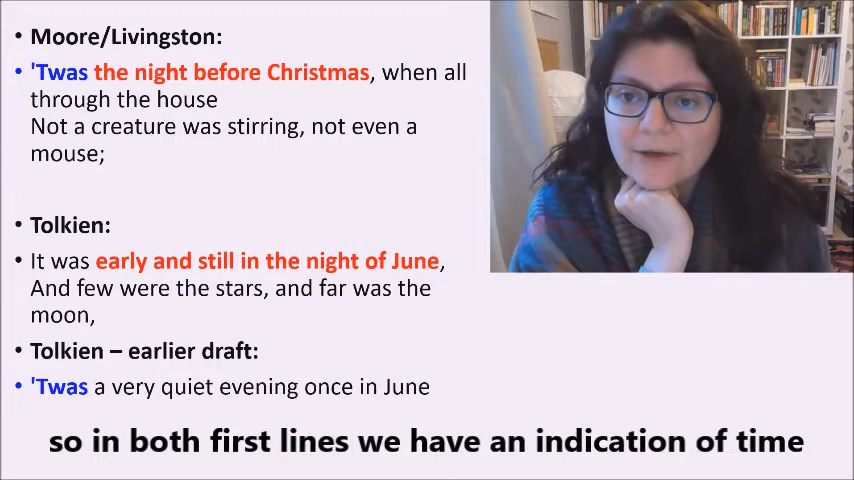 • Moore/Livingston:
• 'Twas the night before Christmas, when all
through the house
Not a creature was stirring, not even a
mouse;
• Tolkien:
• It was early and still in the night of June,
And few were the stars, and far was the
moon,
• Tolkien – earlier draft:
• 'Twas a very quiet evening once in June
so in both first lines we have an indication of time